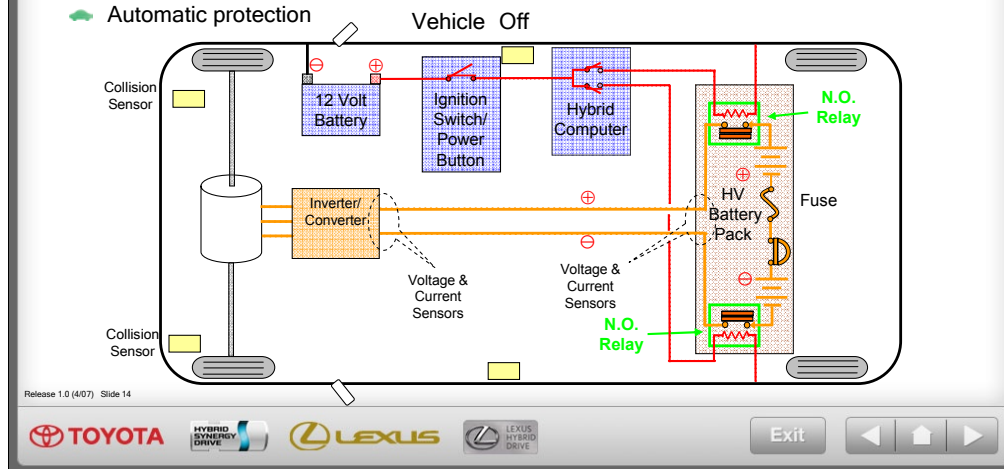 Automatic protection
Vehicle Off
Collision
Sensor
12 Volt
Battery
Ignition
Switch/
Power
Button
Hybrid
Computer
N.O.
Relay
Inverter/
Converter
HV
Battery
Pack
Fuse
Voltage &
Current
Sensors
Voltage &
Current
Sensors
N.O.
Relay
Collision
Sensor
Release 1.0 (4/07) Slide 14
TOYOTA
HYBRID
SYNERGY
DRIVE
LEXUS
LEXUS
HYBRID
DRIVE
Exit